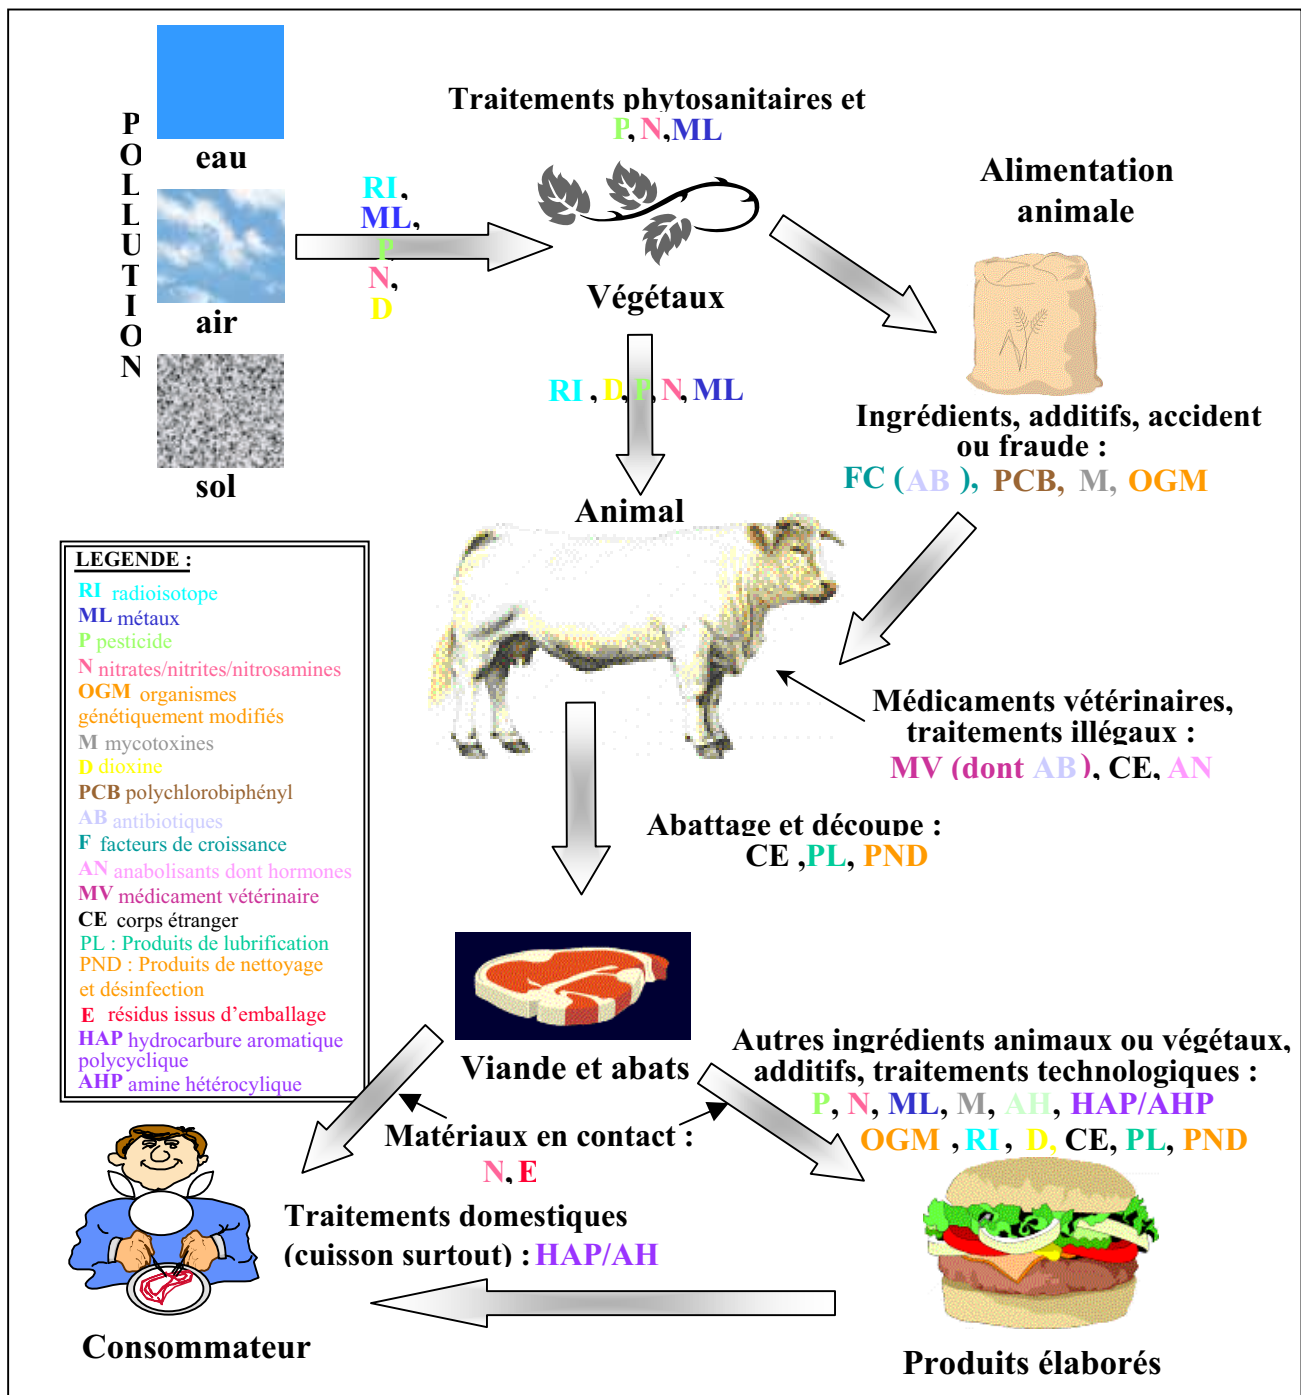 POLLUTION
eau
air
sol
RI,
ML,
P,
N,
D
Traitements phytosanitaires et
P, N,ML
Végétaux
Alimentation
animale
Ingrédients, additifs, accident
ou fraude :
FC (AB ), PCB, M, OGM
RI , D, P, N, ML
Animal
Médicaments vétérinaires,
traitements illégaux :
MV (dont AB), CE, AN
Abattage et découpe :
CE ,PL, PND
LEGENDE :
RI radioisotope
ML métaux
P pesticide
N nitrates/nitrites/nitrosamines
OGM organismes
génétiquement modifiés
M mycotoxines
D dioxine
PCB polychlorobiphényl
AB antibiotiques
F facteurs de croissance
AN anabolisants dont hormones
MV médicament vétérinaire
CE corps étranger
PL : Produits de lubrification
PND : Produits de nettoyage
et désinfection
E résidus issus d’emballage
HAP hydrocarbure aromatique
polycyclique
AHP amine hétérocylique
Viande et abats
Autres ingrédients animaux ou végétaux,
additifs, traitements technologiques :
P, N, ML, M, AH, HAP/AHP
OGM , RI , D, CE, PL, PND
Matériaux en contact :
N, E
Traitements domestiques
(cuisson surtout) : HAP/AH
Consommateur
Produits élaborés